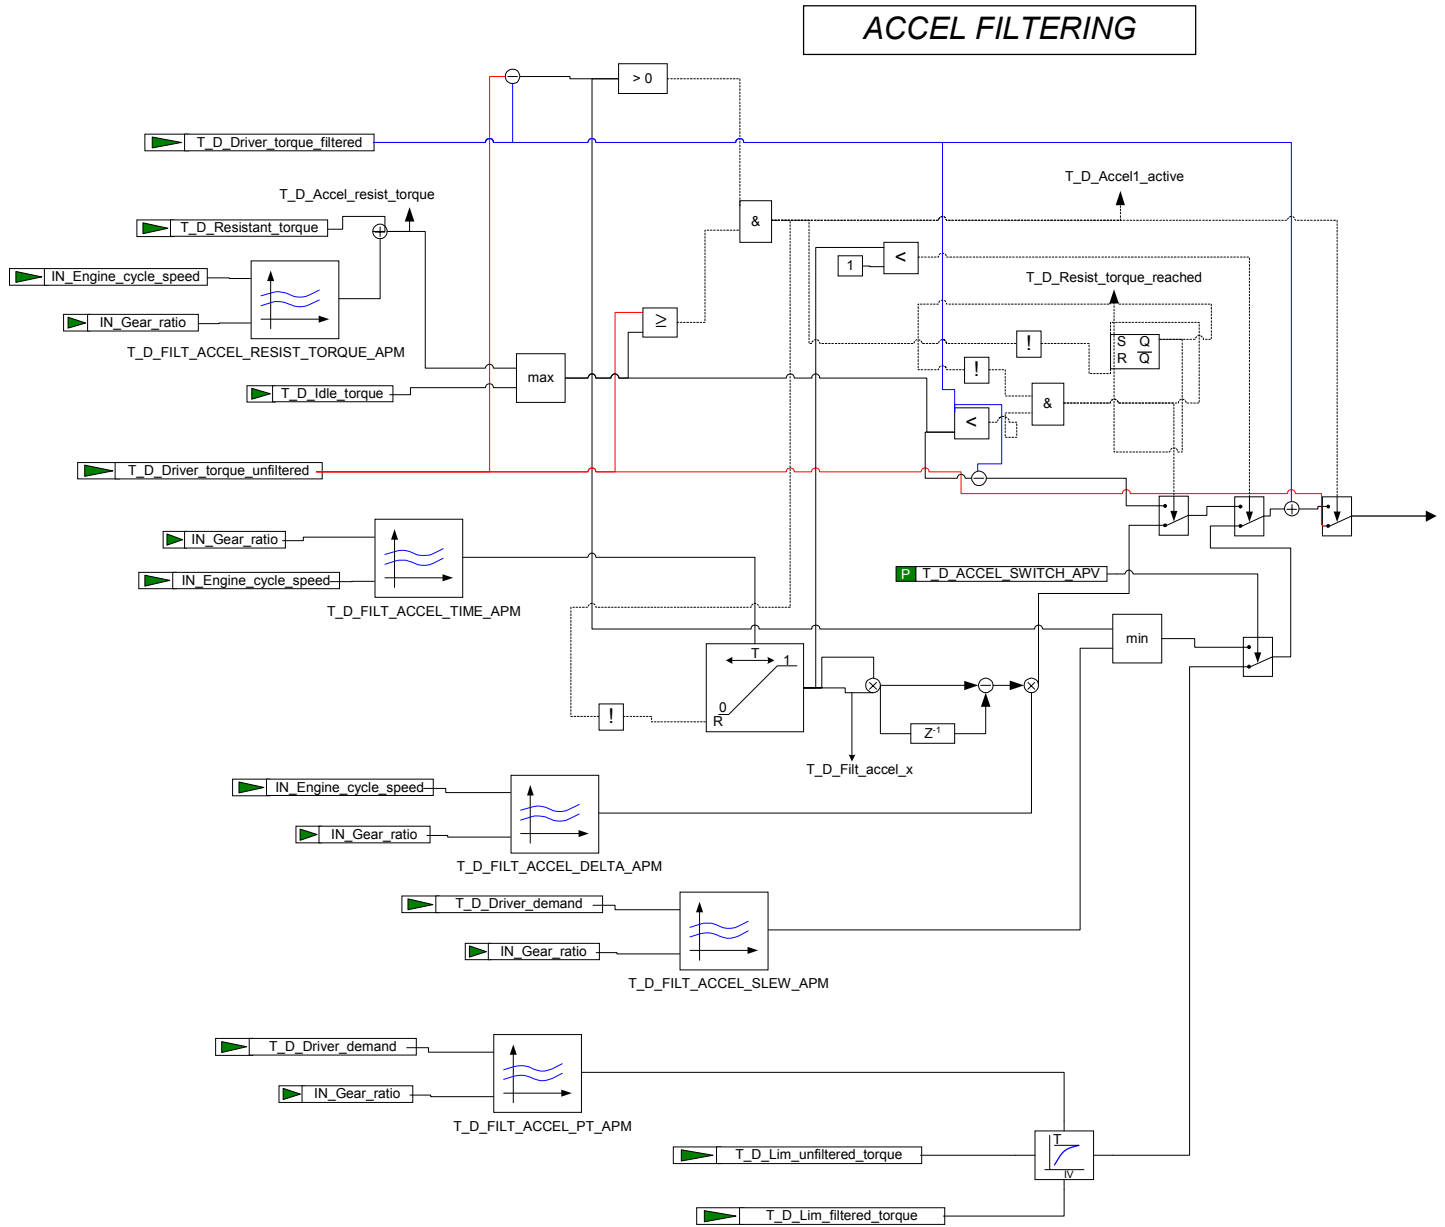 ACCEL FILTERING
> 0
T_D_Driver_torque_filtered
T_D_Accel1_active
T_D_Accel_resist_torque
T_D_Resistant_torque
&
<
1
IN_Engine_cycle_speed
T_D_Resist_torque_reached
IN_Gear_ratio
≥
T_D_FILT_ACCEL_RESIST_TORQUE_APM
!
S Q
R Q̅
!
max
T_D_Idle_torque
&
<
T_D_Driver_torque_unfiltered
IN_Gear_ratio
IN_Engine_cycle_speed
P T_D_ACCEL_SWITCH_APV
T_D_FILT_ACCEL_TIME_APM
min
T
1
0
R
!
Z-1
T_D_Filt_accel_x
IN_Engine_cycle_speed
IN_Gear_ratio
T_D_FILT_ACCEL_DELTA_APM
T_D_Driver_demand
IN_Gear_ratio
T_D_FILT_ACCEL_SLEW_APM
T_D_Driver_demand
IN_Gear_ratio
T_D_FILT_ACCEL_PT_APM
T
T_D_Lim_unfiltered_torque
IV
T_D_Lim_filtered_torque